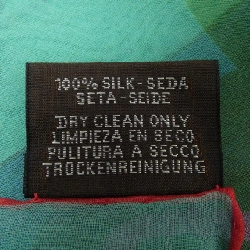 100% SILK-SEDA
SETA-SEIDE
DRY CLEAN ONLY
LIMPIEZA EN SECO
PULITURA A SECCO
TROCKENREINIGUNG